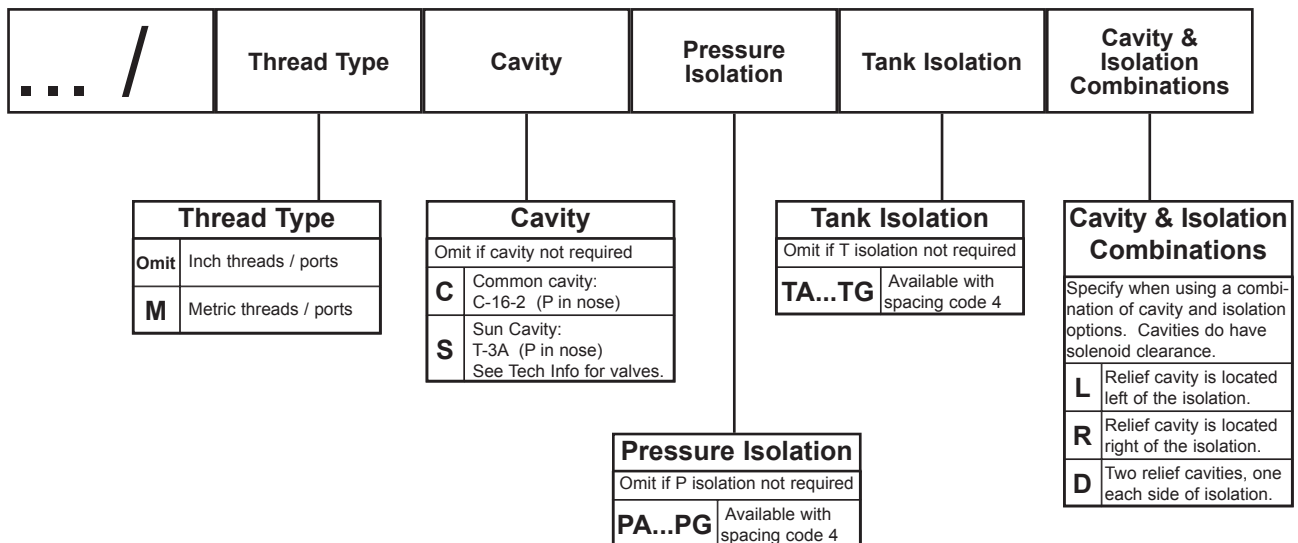 ... /
Thread Type
Cavity
Pressure
Isolation
Tank Isolation
Cavity &
Isolation
Combinations
Thread Type
Omit Inch threads / ports
M Metric threads / ports
Cavity
Omit if cavity not required
C Common cavity:
C-16-2 (P in nose)
S Sun Cavity:
T-3A (P in nose)
See Tech Info for valves.
Pressure Isolation
Omit if P isolation not required
PA...PG Available with
spacing code 4
Tank Isolation
Omit if T isolation not required
TA...TG Available with
spacing code 4
Cavity & Isolation
Combinations
Specify when using a combi-
nation of cavity and isolation
options. Cavities do have
solenoid clearance.
L Relief cavity is located
left of the isolation.
R Relief cavity is located
right of the isolation.
D Two relief cavities, one
each side of isolation.